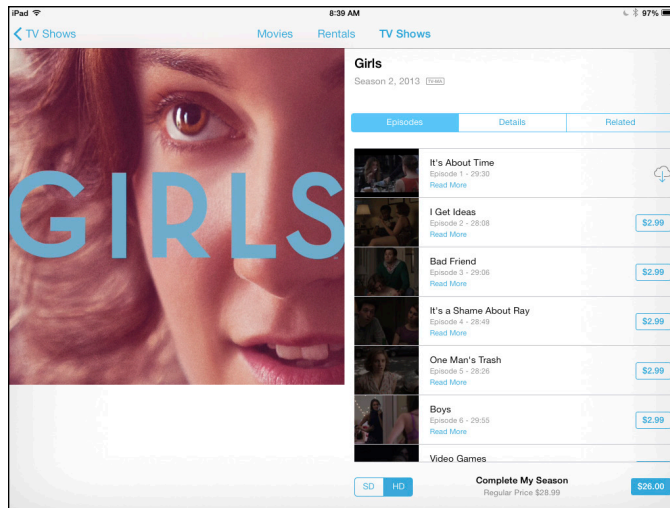 iPad 8:39 AM 97%
TV Shows Movies Rentals TV Shows
GIRLS
Girls
Season 2, 2013 TV-MA
Episodes Details Related
It's About Time
Episode 1 - 29:30
Read More
I Get Ideas
Episode 2 - 28:08
Read More
$2.99
Bad Friend
Episode 3 - 29:06
Read More
$2.99
It's a Shame About Ray
Episode 4 - 28:49
Read More
$2.99
One Man's Trash
Episode 5 - 28:26
Read More
$2.99
Boys
Episode 6 - 29:55
Read More
$2.99
Video Games
SD HD
Complete My Season
Regular Price $28.99
$26.00